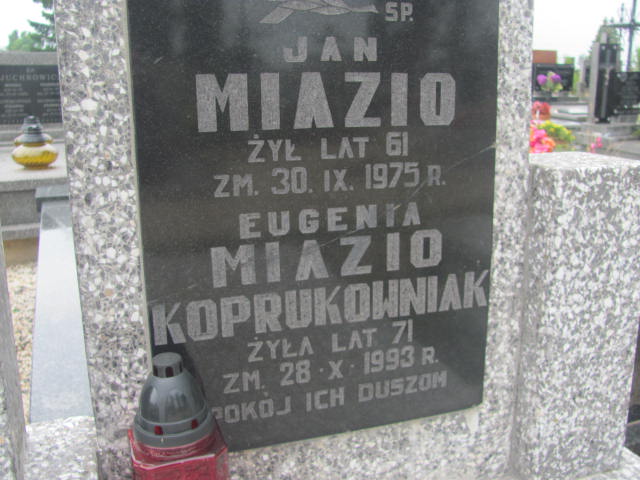 ŚP.
JAN
MIAZIO
ŻYŁ LAT 61
ZM. 30. IX. 1975 R.
EUGENIA
MIAZIO
KOPRUKOWNIAK
ŻYŁA LAT 71
ZM. 28 · X · 1993 R.
POKÓJ ICH DUSZOM